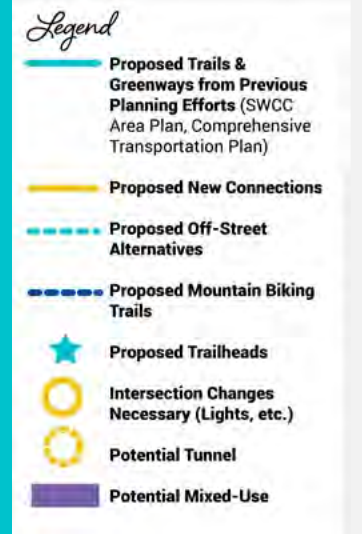 Legend
Proposed Trails &
Greenways from Previous
Planning Efforts (SWCC
Area Plan, Comprehensive
Transportation Plan)
Proposed New Connections
Proposed Off-Street
Alternatives
Proposed Mountain Biking
Trails
Proposed Trailheads
Intersection Changes
Necessary (Lights, etc.)
Potential Tunnel
Potential Mixed-Use